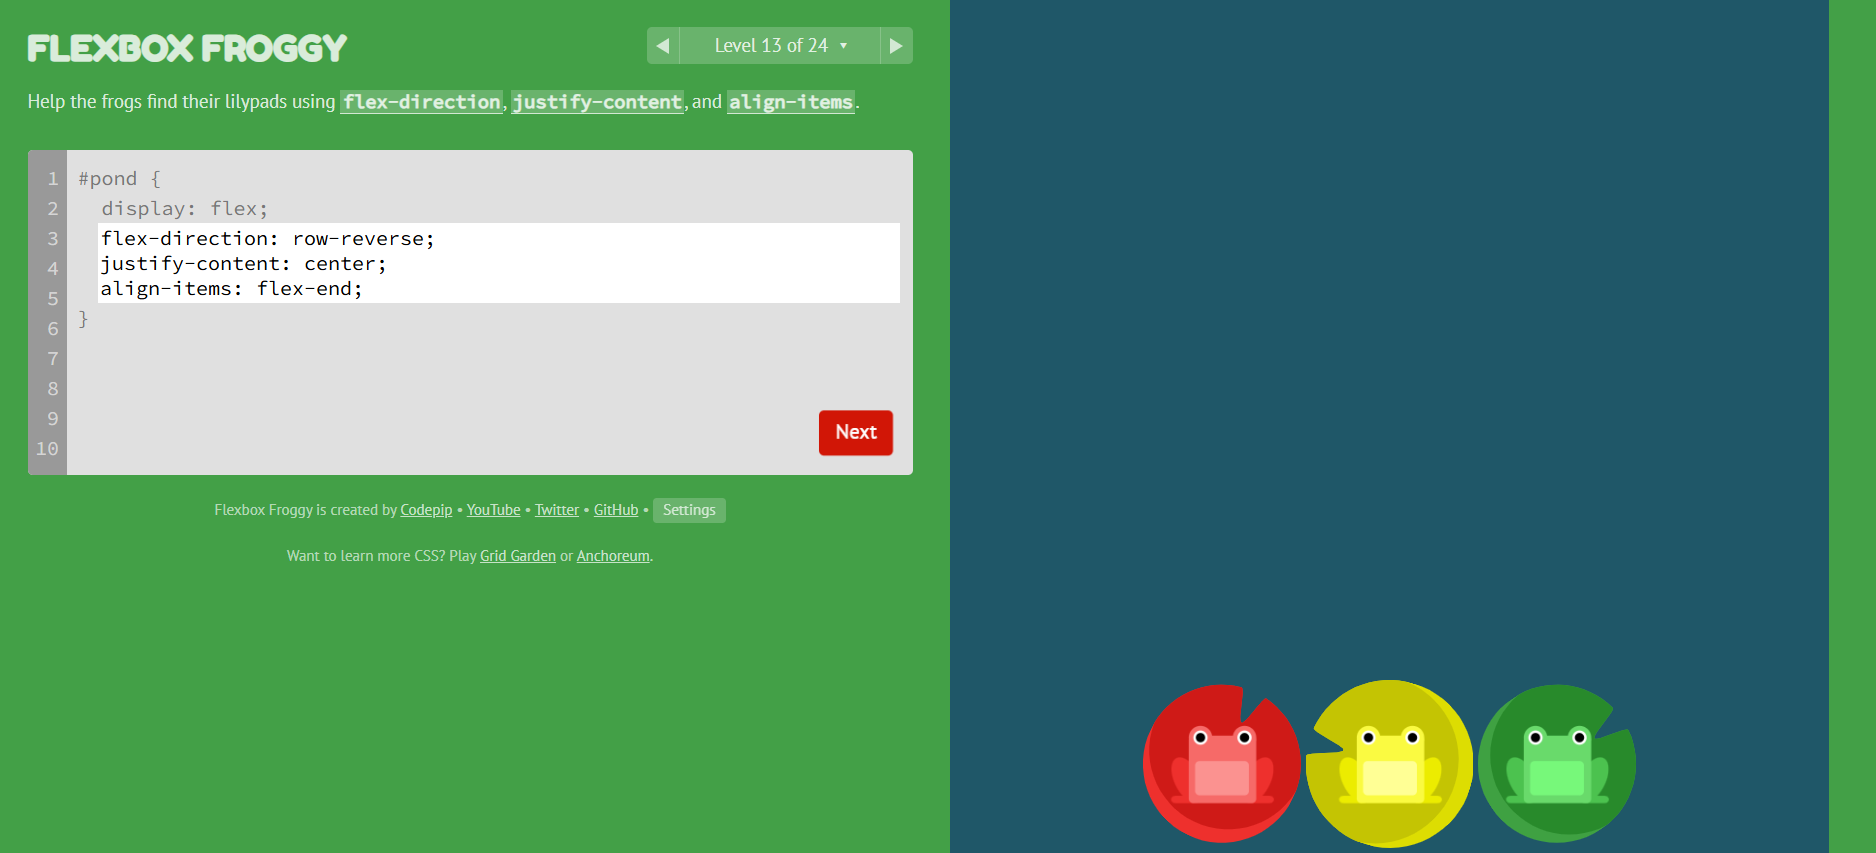 FLEXBOX FROGGY
◀ Level 13 of 24 ▼ ▶
Help the frogs find their lilypads using flex-direction, justify-content, and align-items.
1 #pond {
2 display: flex;
3 flex-direction: row-reverse;
4 justify-content: center;
5 align-items: flex-end;
6 }
7
8
9
10
Next
Flexbox Froggy is created by Codepip • YouTube • Twitter • GitHub • Settings
Want to learn more CSS? Play Grid Garden or Anchoreum.